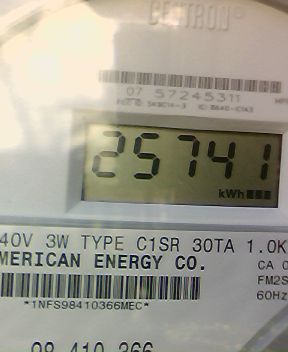 CENTRON®
07 57245311
25741
kWh
40V 3W TYPE C1SR 30TA 1.0K
MERICAN ENERGY CO.
CA 0
FM2S
60Hz
*1NFS98410366MEC*
98 410 366